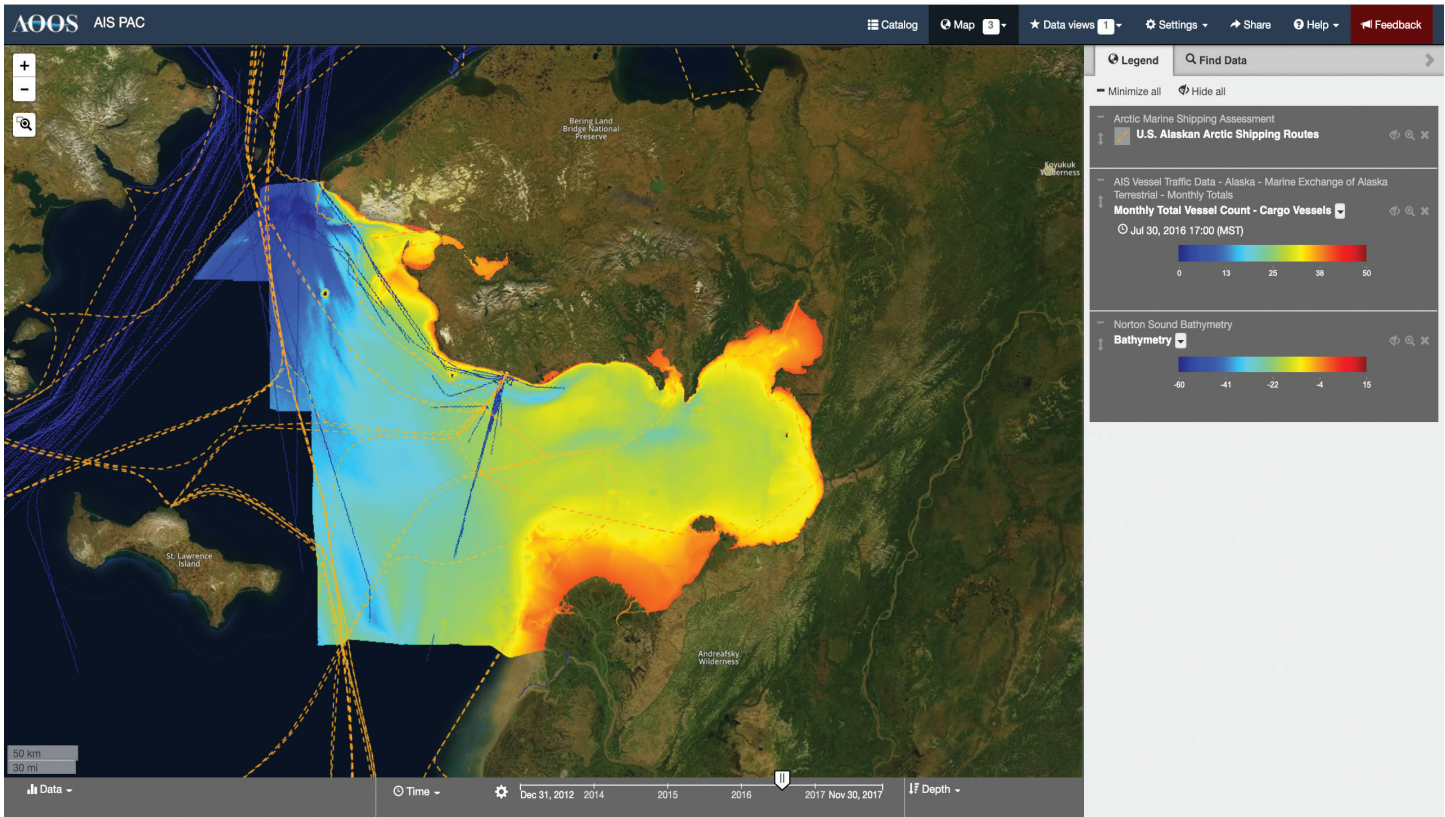 AOOS AIS PAC
Catalog Map 3 Data views 1 Settings Share Help Feedback
+
−
Bering Land
Bridge National
Preserve
Koyukuk
Wilderness
St. Lawrence
Island
Andreafsky
Wilderness
50 km
30 mi
Data Time Dec 31, 2012 2014 2015 2016 2017 Nov 30, 2017 Depth
Legend Find Data
Minimize all Hide all
Arctic Marine Shipping Assessment
U.S. Alaskan Arctic Shipping Routes
AIS Vessel Traffic Data - Alaska - Marine Exchange of Alaska
Terrestrial - Monthly Totals
Monthly Total Vessel Count - Cargo Vessels
Jul 30, 2016 17:00 (MST)
0 13 25 38 50
Norton Sound Bathymetry
Bathymetry
-60 -41 -22 -4 15